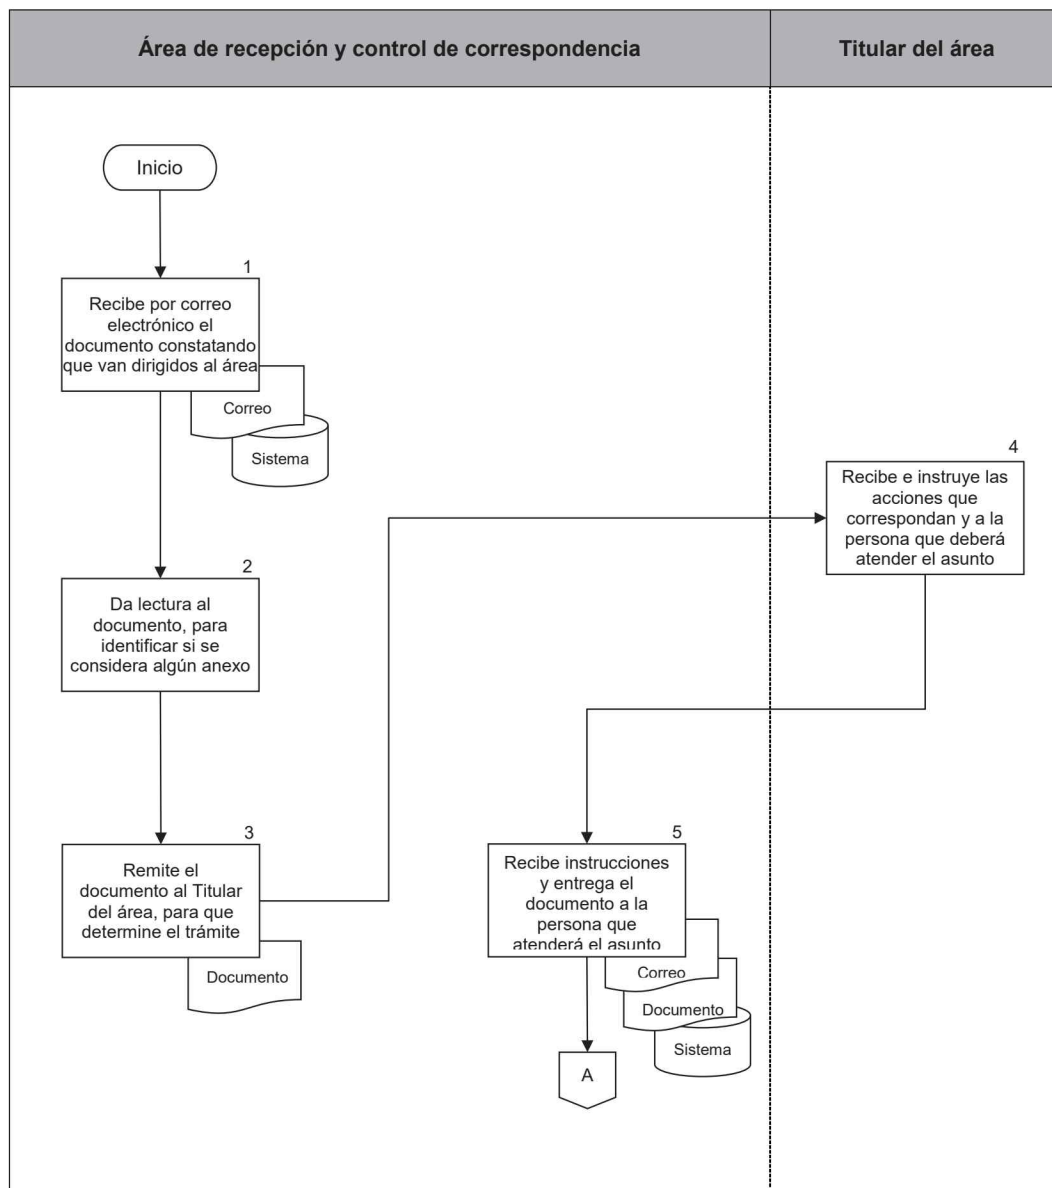 Área de recepción y control de correspondencia
Titular del área
Inicio
1
Recibe por correo
electrónico el
documento constatando
que van dirigidos al área
Correo
Sistema
2
Da lectura al
documento, para
identificar si se
considera algún anexo
3
Remite el
documento al Titular
del área, para que
determine el trámite
Documento
4
Recibe e instruye las
acciones que
correspondan y a la
persona que deberá
atender el asunto
5
Recibe instrucciones
y entrega el
documento a la
persona que
atenderá el asunto
Correo
Documento
Sistema
A